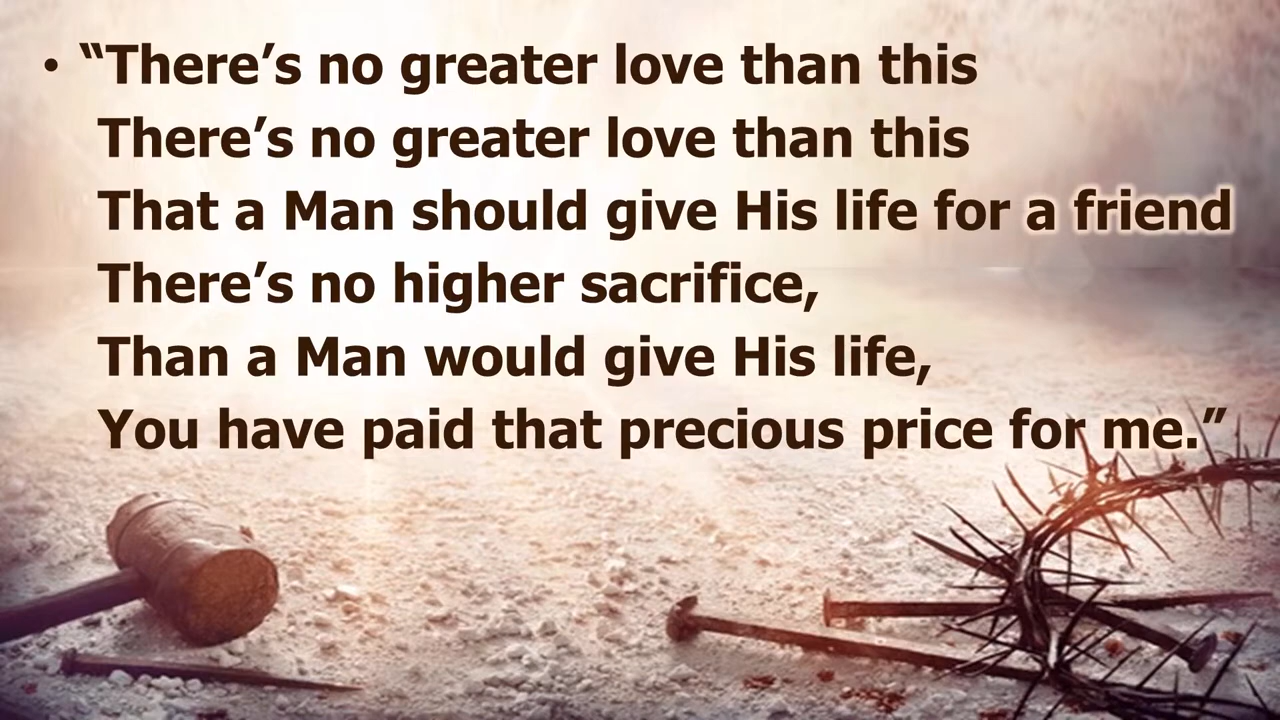 • “There’s no greater love than this
There’s no greater love than this
That a Man should give His life for a friend
There’s no higher sacrifice,
Than a Man would give His life,
You have paid that precious price for me.”